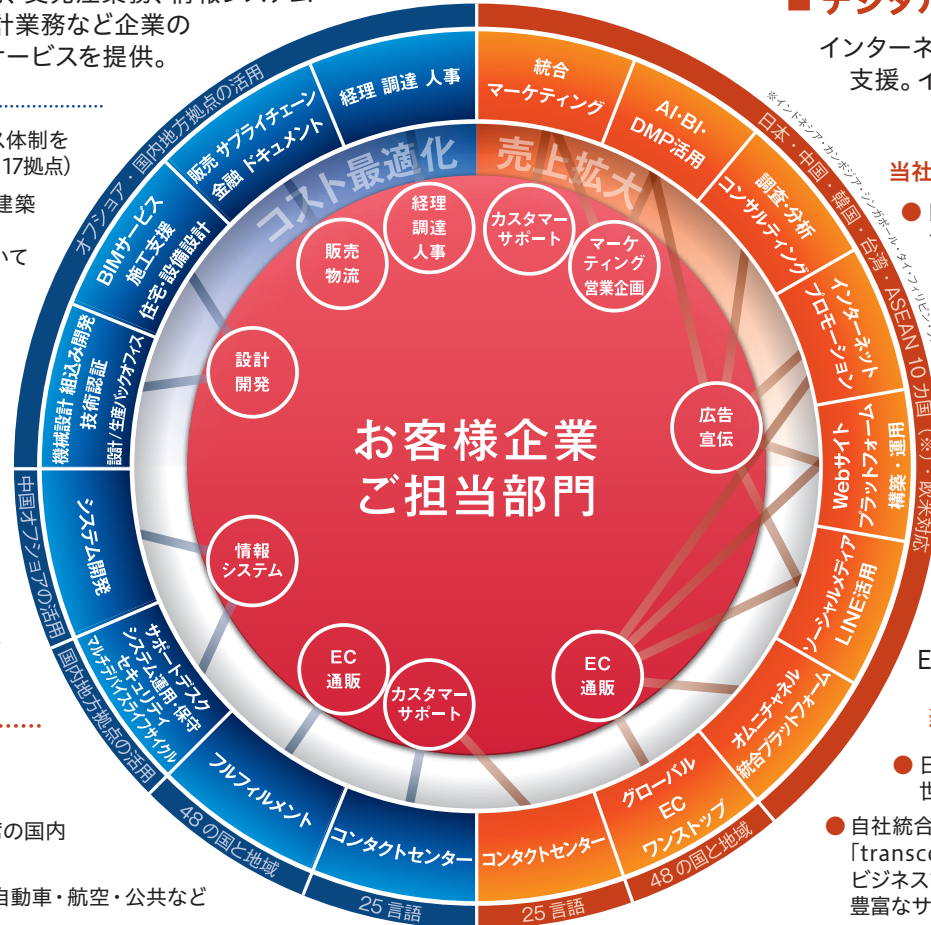 計業務など企業の
ービスを提供。
ス体制を
17拠点)
建築
いて
席の国内
自動車・航空・公共など
■ デジタル
インターネ
支援。イ
当社
自社統合
「transco
ビジネス
豊富なサ
コスト最適化
売上拡大
お客様企業
ご担当部門
経理
調達
人事
販売
物流
設計
開発
情報
システム
EC
通販
カスタマー
サポート
カスタマー
サポート
マーケ
ティング
営業企画
広告
宣伝
EC
通販
経理 調達 人事
販売 サプライチェーン
金融 ドキュメント
BIMサービス
施工支援
住宅・設備設計
機械設計 組込み開発
技術認証
設計/生産バックオフィス
システム開発
サポートデスク
システム運用・保守
セキュリティ
マルチデバイスライフサイクル
フルフィルメント
コンタクトセンター
統合
マーケティング
AI・BI・
DMP活用
調査・分析
コンサルティング
インターネット
プロモーション
Webサイト
プラットフォーム
構築・運用
ソーシャルメディア
LINE活用
オムニチャネル
統合プラットフォーム
グローバル
EC
ワンストップ
コンタクトセンター
オフショア・国内地方拠点の活用
中国オフショアの活用
国内地方拠点の活用
48の国と地域
25言語
日本・中国・韓国・台湾・ASEAN 10カ国(※)・欧米対応
※インドネシア・カンボジア・シンガポール・タイ・フィリピン・
48の国と地域
25言語